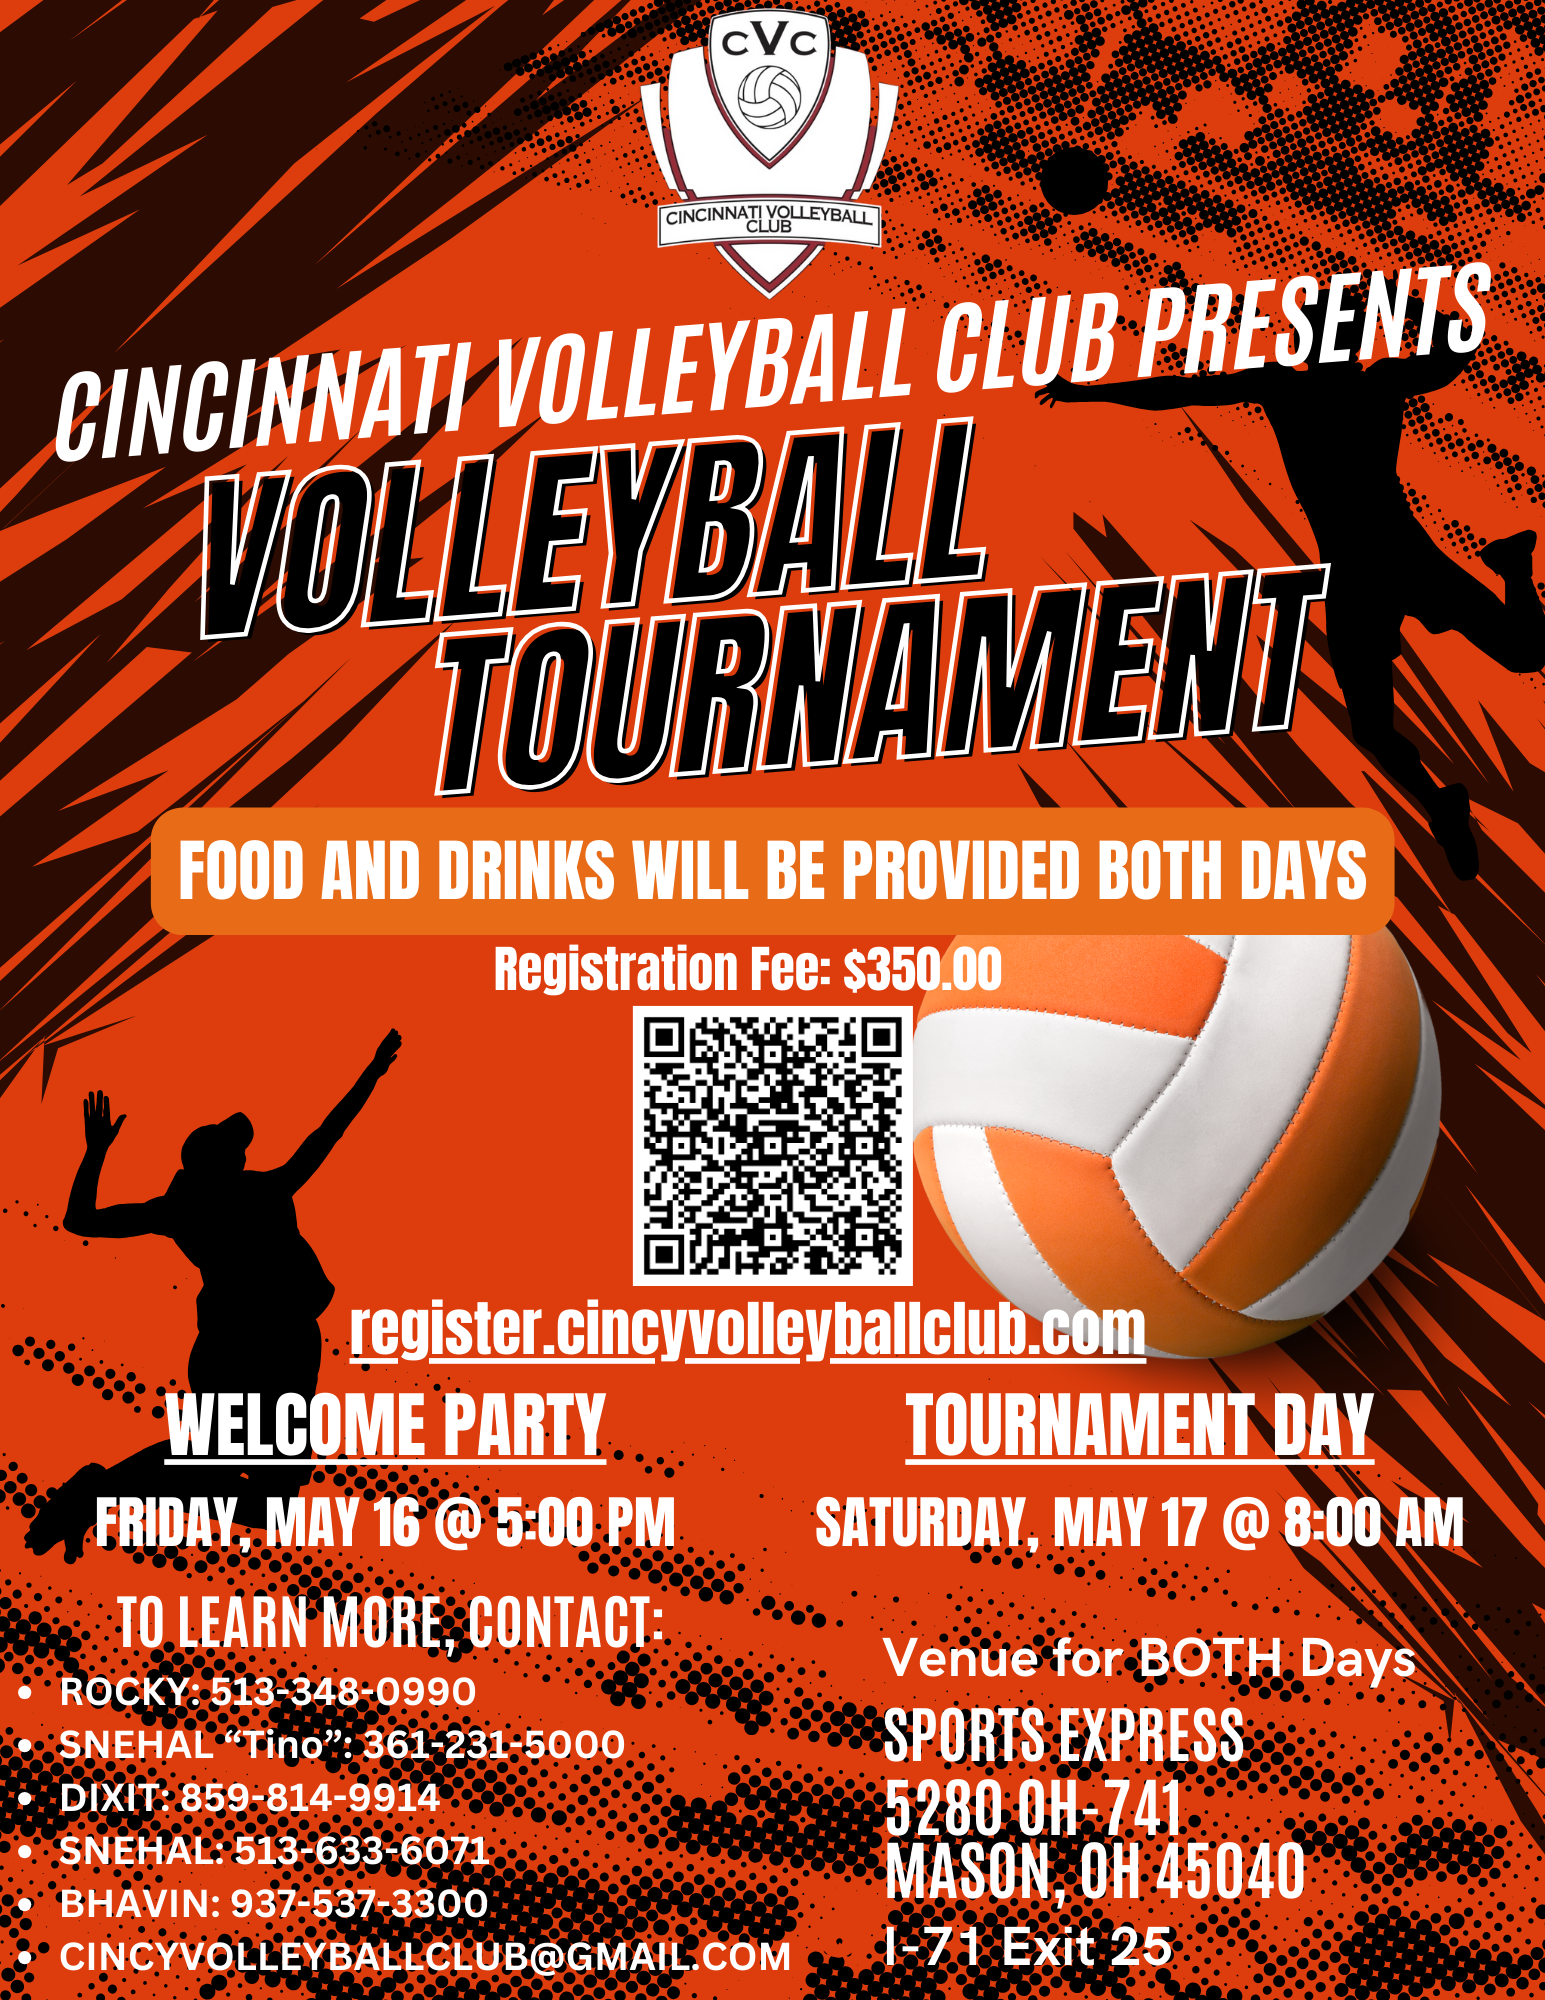 CVC
CINCINNATI VOLLEYBALL
CLUB
CINCINNATI VOLLEYBALL CLUB PRESENTS
VOLLEYBALL
TOURNAMENT
FOOD AND DRINKS WILL BE PROVIDED BOTH DAYS
Registration Fee: $350.00
register.cincyvolleyballclub.com
WELCOME PARTY
FRIDAY, MAY 16 @ 5:00 PM
TOURNAMENT DAY
SATURDAY, MAY 17 @ 8:00 AM
TO LEARN MORE, CONTACT:
• ROCKY: 513-348-0990
• SNEHAL “Tino”: 361-231-5000
• DIXIT: 859-814-9914
• SNEHAL: 513-633-6071
• BHAVIN: 937-537-3300
• CINCYVOLLEYBALLCLUB@GMAIL.COM
Venue for BOTH Days
SPORTS EXPRESS
5280 OH-741
MASON, OH 45040
I-71 Exit 25